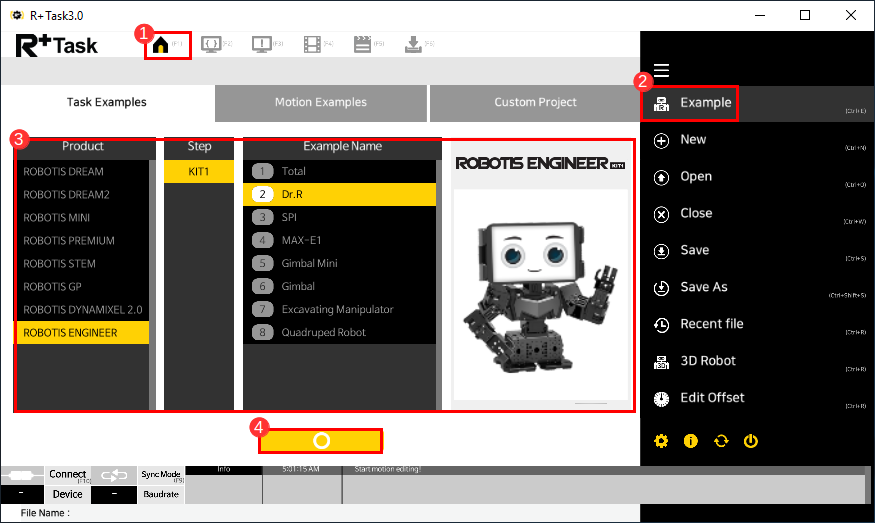 R+Task3.0
R+Task
1
(F1)
(F2)
(F3)
(F4)
(F5)
(F6)
Task Examples
Motion Examples
Custom Project
3
Product
ROBOTIS DREAM
ROBOTIS DREAM2
ROBOTIS MINI
ROBOTIS PREMIUM
ROBOTIS STEM
ROBOTIS GP
ROBOTIS DYNAMIXEL 2.0
ROBOTIS ENGINEER
Step
KIT1
Example Name
1 Total
2 Dr.R
3 SPI
4 MAX-E1
5 Gimbal Mini
6 Gimbal
7 Excavating Manipulator
8 Quadruped Robot
ROBOTIS ENGINEER KIT1
4
2
Example (Ctrl+E)
New (Ctrl+N)
Open (Ctrl+O)
Close (Ctrl+W)
Save (Ctrl+S)
Save As (Ctrl+Shift+S)
Recent file (Ctrl+R)
3D Robot (Ctrl+R)
Edit Offset (Ctrl+R)
Connect (F10)
Sync Mode (F9)
Info 5:01:15 AM Start motion editing!
- Device - Baudrate
File Name :